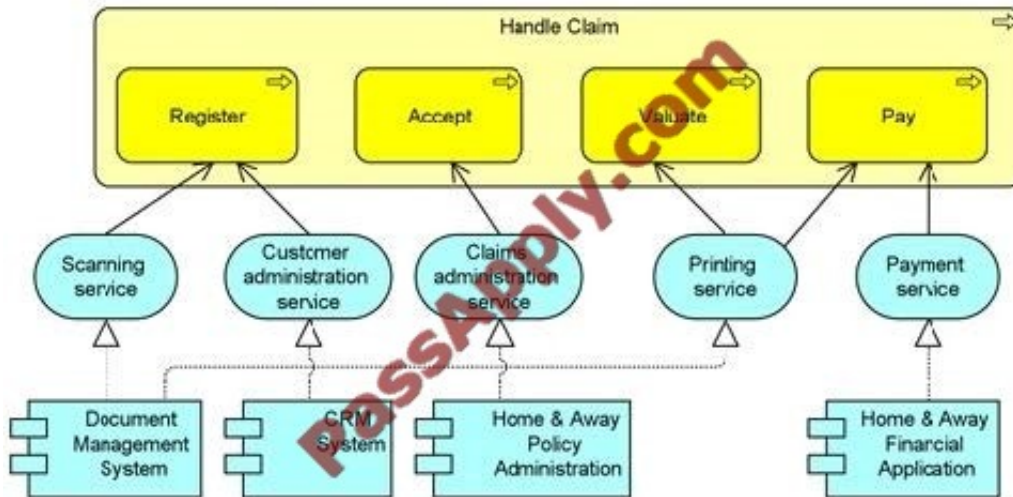 Handle Claim
Register
Accept
Valuate
Pay
Scanning
service
Customer
administration
service
Claims
administration
service
Printing
service
Payment
service
Document
Management
System
CRM
System
Home & Away
Policy
Administration
Home & Away
Financial
Application
PassApply.com